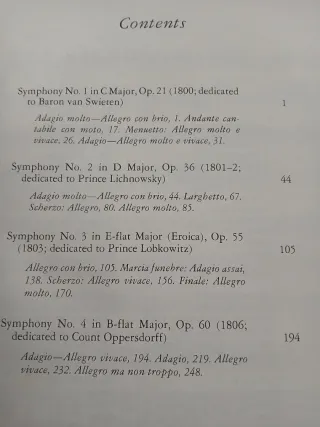 Contents
Symphony No. 1 in C Major, Op. 21 (1800; dedicated
to Baron van Swieten) 1
Adagio molto—Allegro con brio, 1. Andante can-
tabile con moto, 17. Menuetto: Allegro molto e
vivace, 26. Adagio—Allegro molto e vivace, 31.
Symphony No. 2 in D Major, Op. 36 (1801–2;
dedicated to Prince Lichnowsky) 44
Adagio molto—Allegro con brio, 44. Larghetto, 67.
Scherzo: Allegro, 80. Allegro molto, 85.
Symphony No. 3 in E-flat Major (Eroica), Op. 55
(1803; dedicated to Prince Lobkowitz) 105
Allegro con brio, 105. Marcia funebre: Adagio assai,
138. Scherzo: Allegro vivace, 156. Finale: Allegro
molto, 170.
Symphony No. 4 in B-flat Major, Op. 60 (1806;
dedicated to Count Oppersdorff) 194
Adagio—Allegro vivace, 194. Adagio, 219. Allegro
vivace, 232. Allegro ma non troppo, 248.